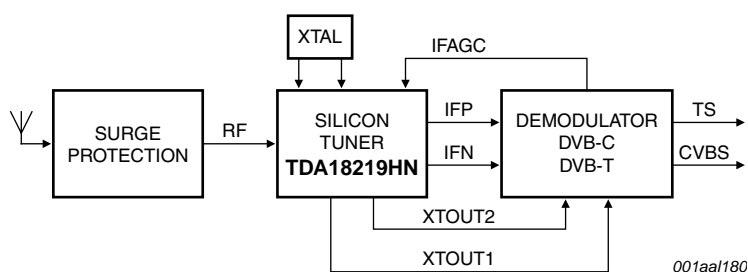 XTAL
IFAGC
SURGE
PROTECTION
RF
SILICON
TUNER
TDA18219HN
IFP
IFN
DEMODULATOR
DVB-C
DVB-T
TS
CVBS
XTOUT2
XTOUT1
001aal180